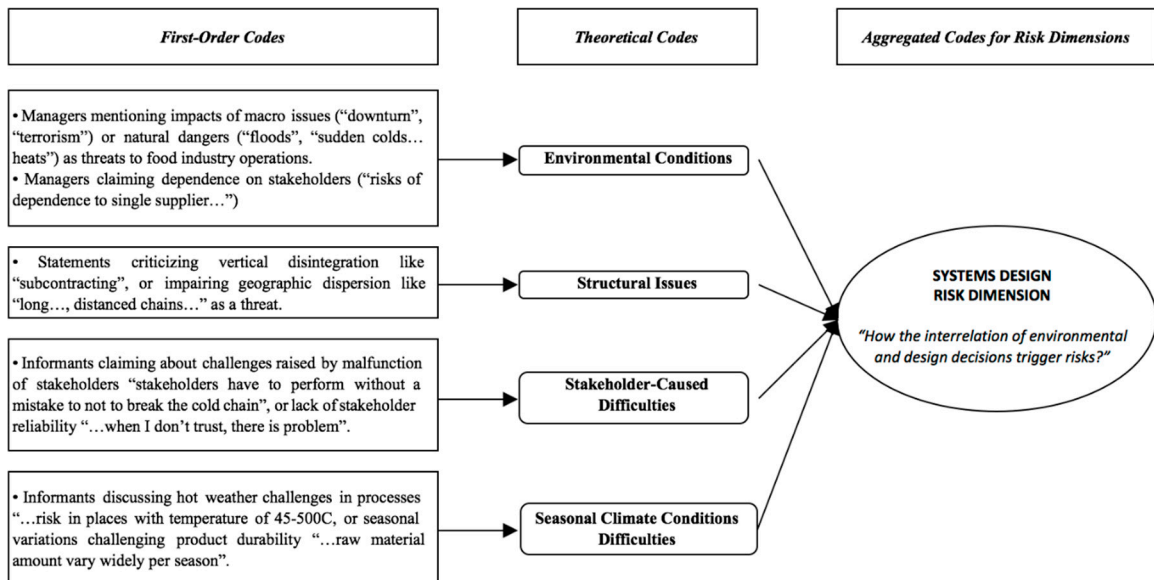 First-Order Codes
Theoretical Codes
Aggregated Codes for Risk Dimensions
• Managers mentioning impacts of macro issues (“downturn”,
“terrorism”) or natural dangers (“floods”, “sudden colds…
heats”) as threats to food industry operations.
• Managers claiming dependence on stakeholders (“risks of
dependence to single supplier…”)
Environmental Conditions
• Statements criticizing vertical disintegration like
“subcontracting”, or impairing geographic dispersion like
“long…, distanced chains…” as a threat.
Structural Issues
• Informants claiming about challenges raised by malfunction
of stakeholders “stakeholders have to perform without a
mistake to not to break the cold chain”, or lack of stakeholder
reliability “…when I don’t trust, there is problem”.
Stakeholder-Caused
Difficulties
• Informants discussing hot weather challenges in processes
“…risk in places with temperature of 45-500C, or seasonal
variations challenging product durability “…raw material
amount vary widely per season”.
Seasonal Climate Conditions
Difficulties
SYSTEMS DESIGN
RISK DIMENSION
“How the interrelation of environmental
and design decisions trigger risks?”